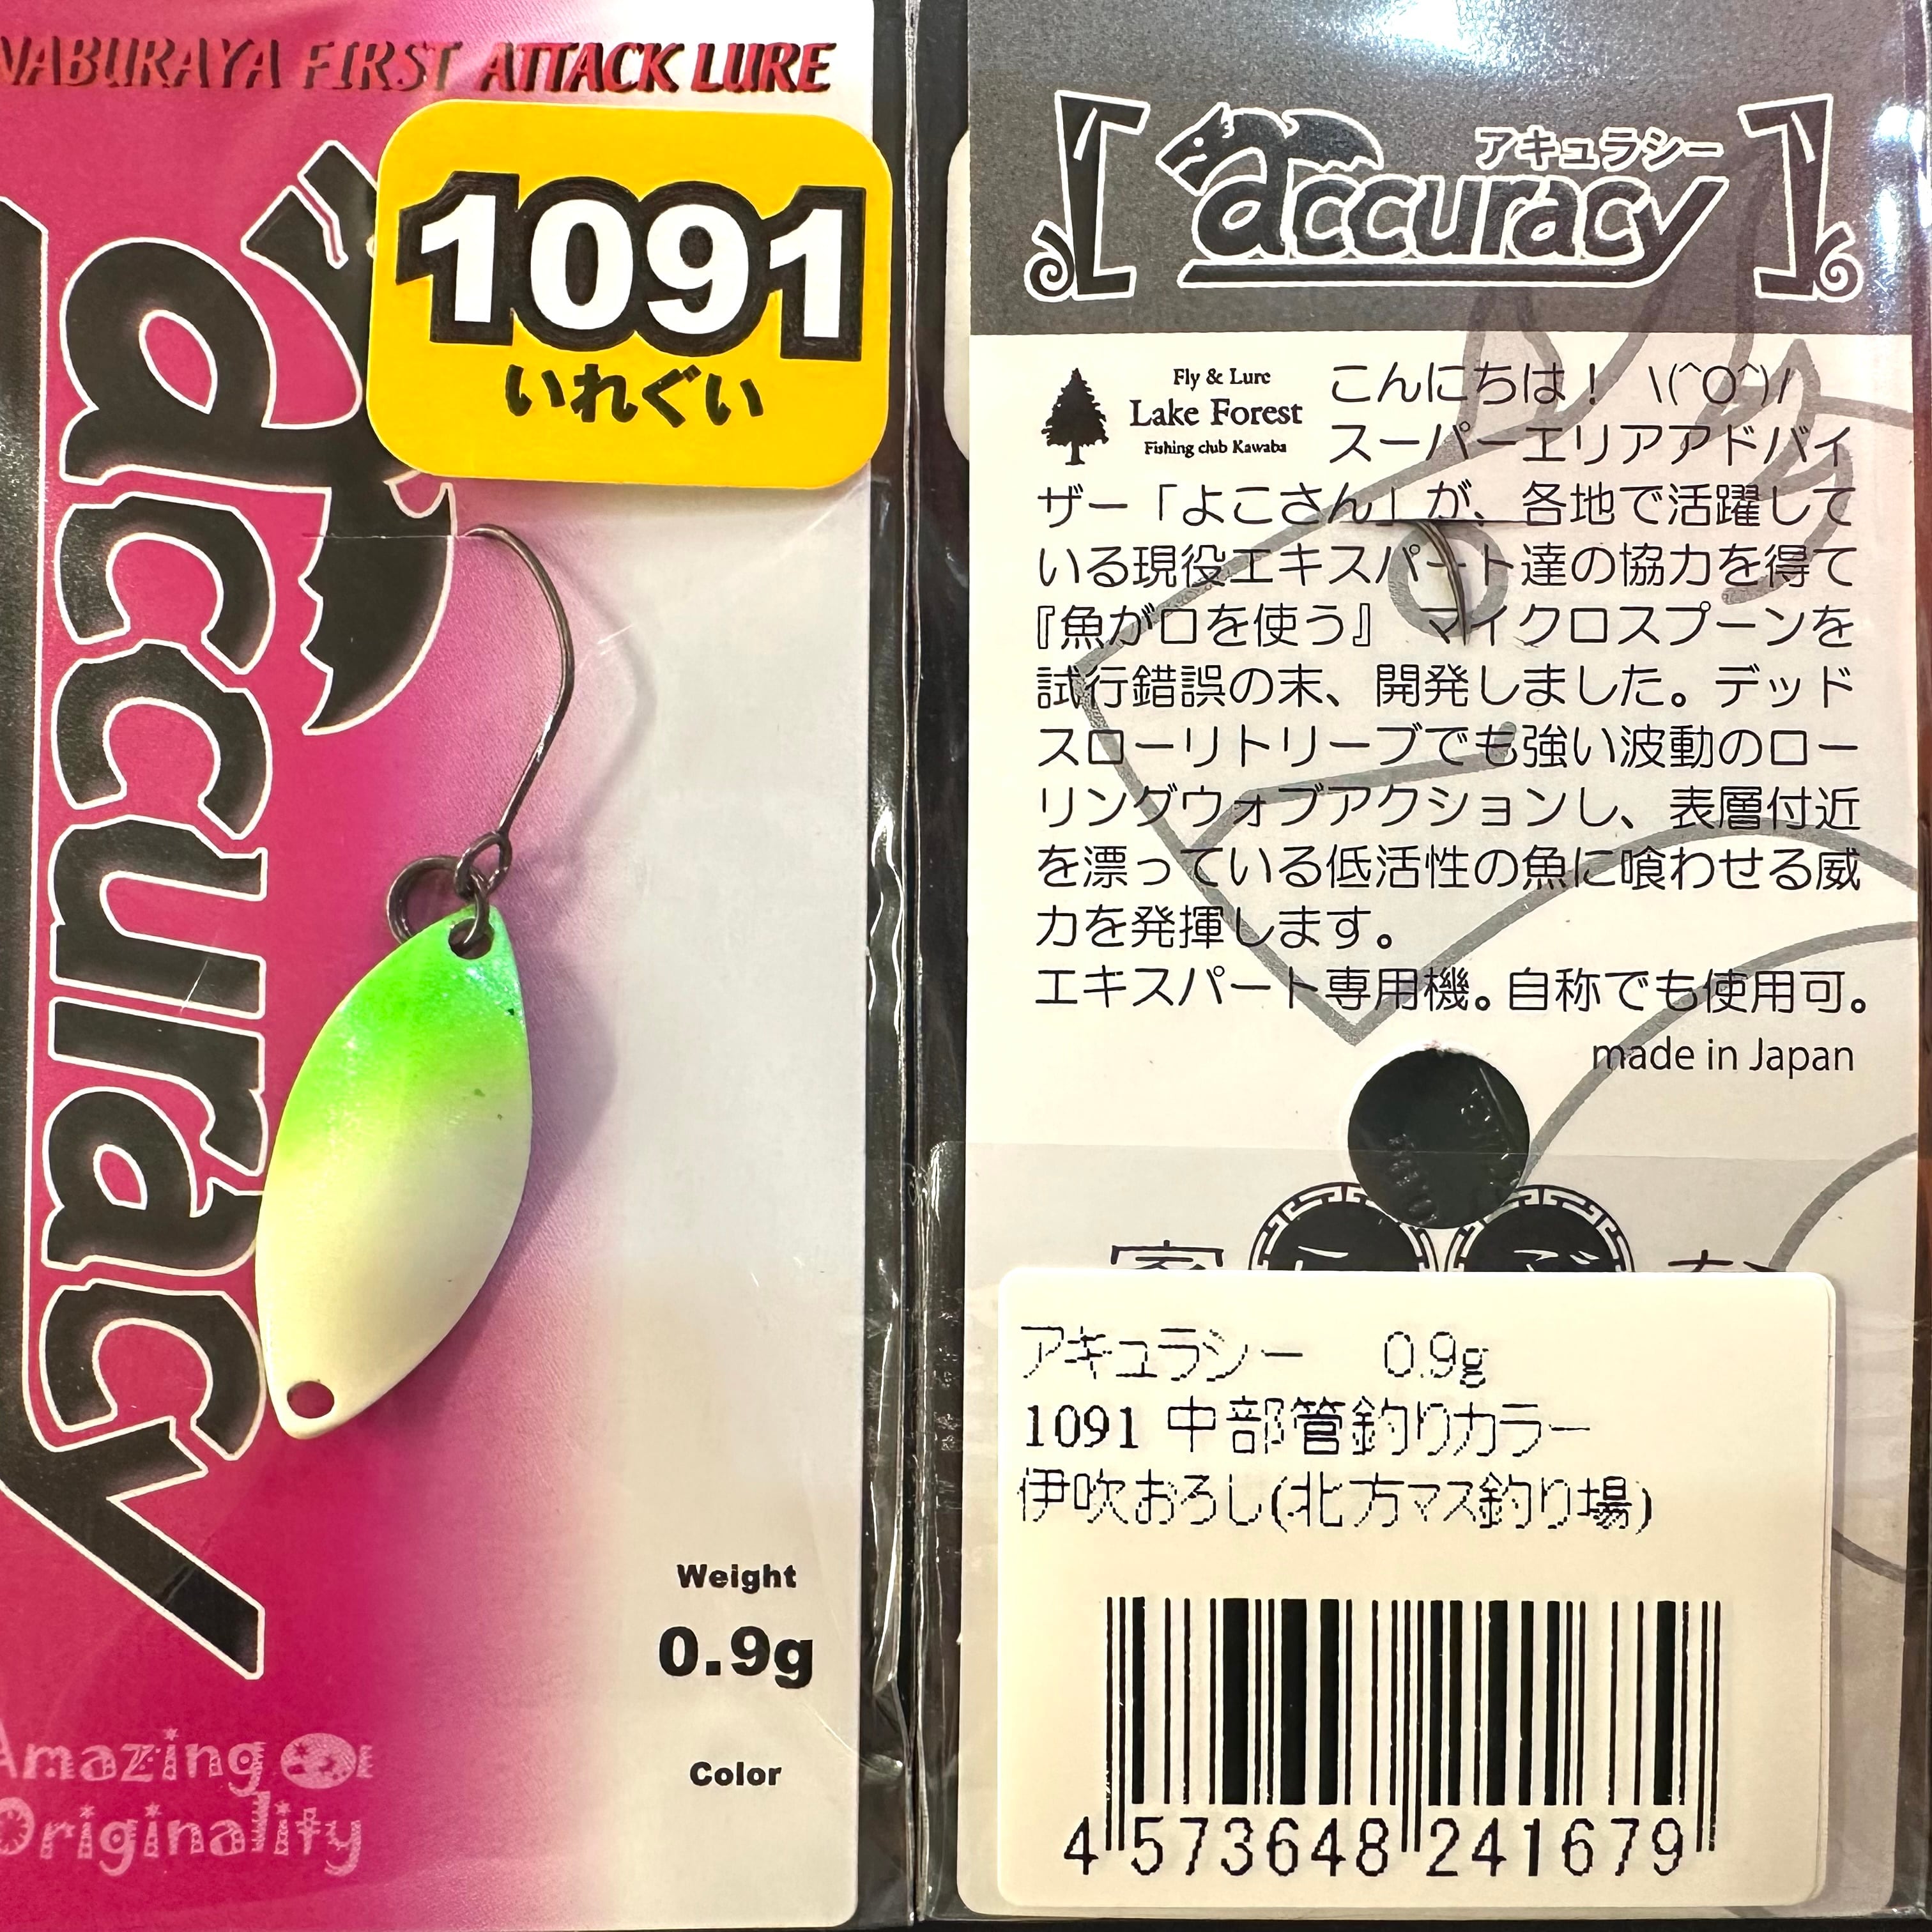 NABURAYA FIRST ATTACK LURE
1091
いれぐい
accuracy
Weight
0.9g
Color
Amazing
Originality
アキュラシー
accuracy
Fly & Lure
Lake Forest
Fishing club Kawaba
こんにちは！ \(^O^)/
スーパーエリアアドバイ
ザー「よこさん」が、各地で活躍して
いる現役エキスパート達の協力を得て
『魚が口を使う』 マイクロスプーンを
試行錯誤の末、開発しました。デッド
スローリトリーブでも強い波動のロー
リングウォブアクションし、表層付近
を漂っている低活性の魚に喰わせる威
力を発揮します。
エキスパート専用機。自称でも使用可。
made in Japan
アキュラシー 0.9g
1091 中部管釣りカラー
伊吹おろし(北方マス釣り場)
4 573648 241679